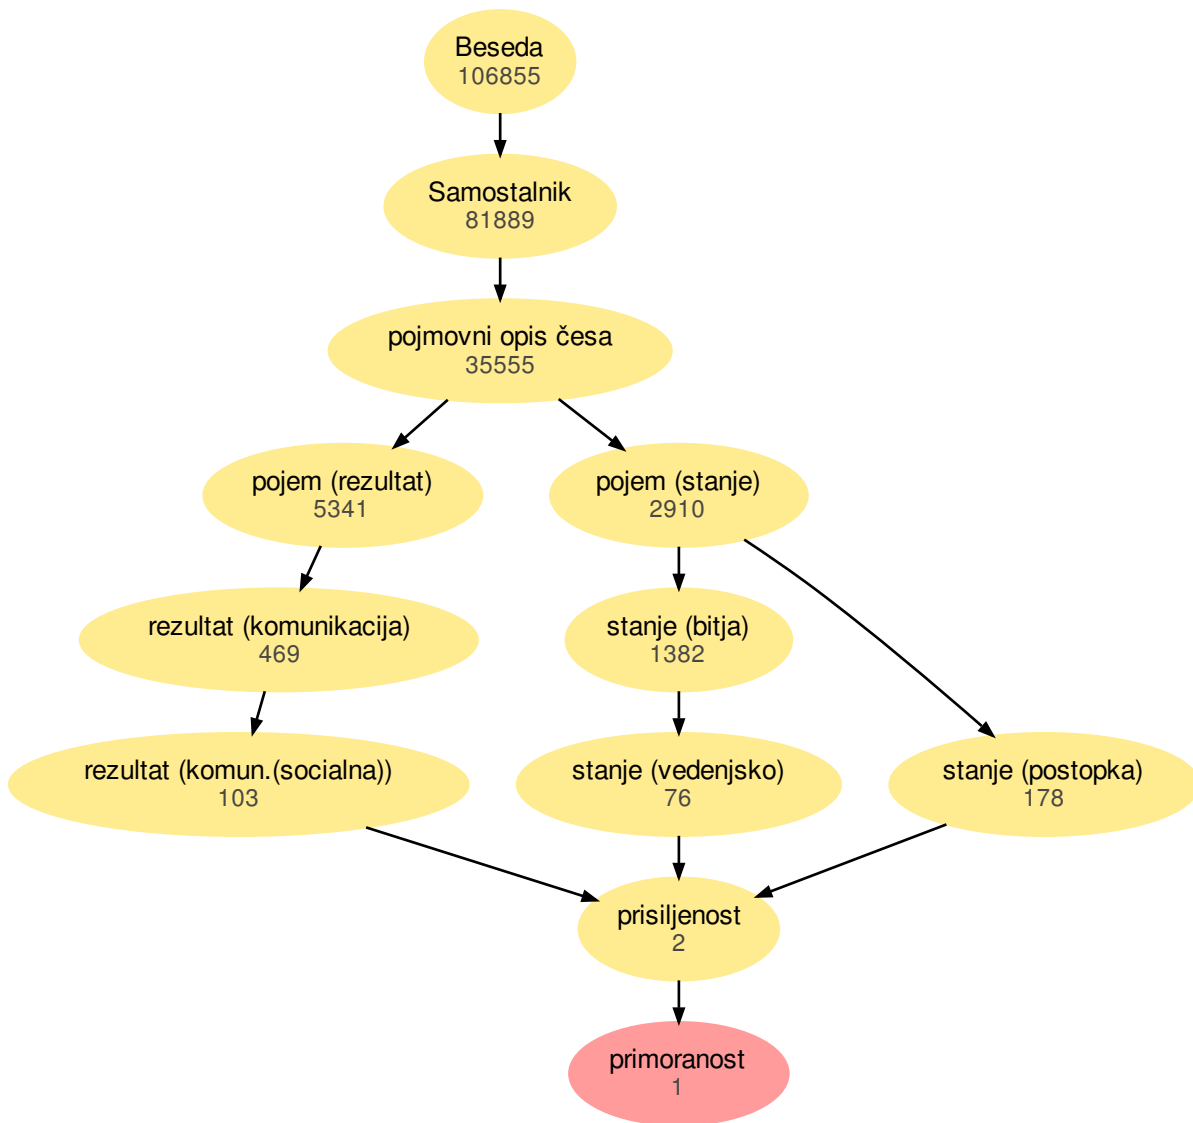 Beseda
106855
Samostalnik
81889
pojmovni opis česa
35555
pojem (rezultat)
5341
pojem (stanje)
2910
rezultat (komunikacija)
469
stanje (bitja)
1382
rezultat (komun.(socialna))
103
stanje (vedenjsko)
76
stanje (postopka)
178
prisiljenost
2
primoranost
1